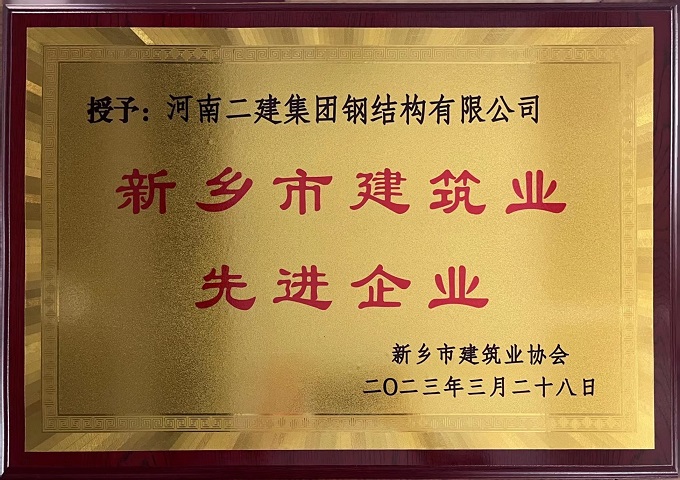 授予：河南二建集团钢结构有限公司
新乡市建筑业
先进企业
新乡市建筑业协会
二〇二三年三月二十八日